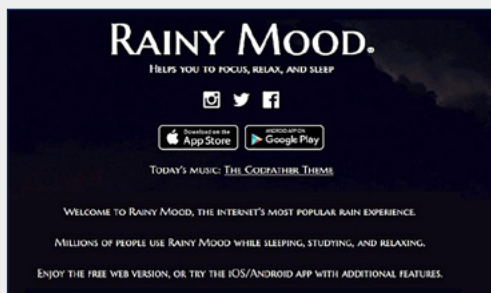 RAINY MOOD®
HELPS YOU TO FOCUS, RELAX, AND SLEEP
Download on the
App Store
ANDROID APP ON
Google Play
TODAY'S MUSIC: THE GODFATHER THEME
WELCOME TO RAINY MOOD, THE INTERNET'S MOST POPULAR RAIN EXPERIENCE.
MILLIONS OF PEOPLE USE RAINY MOOD WHILE SLEEPING, STUDYING, AND RELAXING.
ENJOY THE FREE WEB VERSION, OR TRY THE IOS/ANDROID APP WITH ADDITIONAL FEATURES.